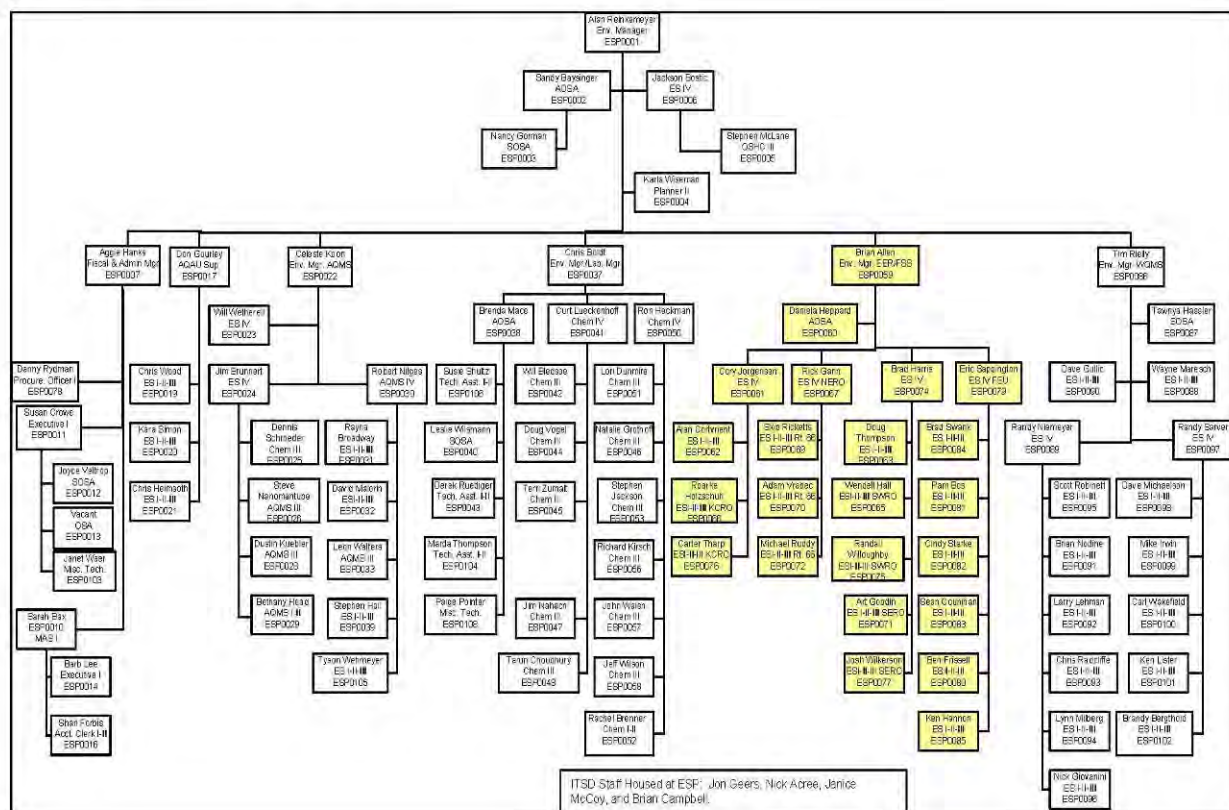 Alan Reinkemeyer
Env. Manager
ESP0001
Sandy Baysinger
AOSA
ESP0002
Jackson Bostic
ES IV
ESP0006
Nancy Gorman
SOSA
ESP0003
Stephen McLane
ESP0005
Karla Wiseman
Planner II
ESP0004
Aggie Hanks
Fiscal & Admin Mgr
ESP0007
Don Gourley
AQAU Sup
ESP0017
Celeste Koon
Env. Mgr. AQMS
ESP0022
Chris Boldt
Env. Mgr/Lab. Mgr
ESP0037
Brian Allen
Env. Mgr. EER/FSS
ESP0059
Tim Rielly
Env. Mgr-WQMS
ESP0086
Will Wetherell
ES IV
ESP0023
Brenda Mace
AOSA
ESP0038
Curt Lueckenhoff
Chem IV
ESP0041
Ron Heckman
Chem IV
ESP0050
Daniela Heppard
AOSA
ESP0060
Tawnya Hassler
SOSA
ESP0087
Danny Rydman
Procure. Officer I
ESP0078
Chris Wood
ES I-II-III
ESP0019
Jim Brunnert
ES IV
ESP0024
Robert Nilges
AQMS IV
ESP0030
Susie Shultz
Tech. Asst. I-II
ESP0106
Will Bledsoe
Chem III
ESP0042
Lori Dunmire
Chem III
ESP0051
Cory Jorgensen
ES IV
ESP0061
Rick Gann
ES IV NERO
ESP0067
Brad Harris
ES IV
ESP0074
Eric Sappington
ES IV FEU
ESP0079
Dave Gullic
ES I-II-III
ESP0090
Wayne Maresch
ES I-II-III
ESP0088
Susan Crowe
Executive I
ESP0011
Kara Simon
ES I-II-III
ESP0020
Dennis
Schrneder
Chem III
ESP0025
Rayna
Broadway
ES I-II-III
ESP0031
Leslie Wilsmann
SOSA
ESP0040
Doug Vogel
Chem III
ESP0044
Natalie Grothoff
Chem III
ESP0046
Alan
ES I-II-III
ESP0062
Skip Ricketts
ES I-II-III-Rt. 66
ESP0069
Doug
Thompson
ES I-II-III
ESP0063
Brad Swank
ES I-II-III
ESP0084
Randy Niemeyer
ES IV
ESP0089
Randy Sarver
ES IV
ESP0097
Joyce Veltrop
SOSA
ESP0012
Vacant
OSA
ESP0013
Janet Wiser
Misc. Tech.
ESP0103
Chris Helmsoth
ES I-II-III
ESP0021
Steve
AQMS III
ESP0026
David Malorin
ES I-II-III
ESP0032
Derek Ruediger
Tech. Asst. I-II
ESP0043
Terri Zumalt
Chem III
ESP0045
Stephen
Jackson
Chem III
ESP0053
Roarke
Holzschuh
ES I-II-III KCRO
ESP0066
Adam Vradec
ES I-II-III Rt. 66
ESP0070
Wendell Hall
ES I-II-III SWRO
ESP0065
Pam Bos
ES I-II-III
ESP0081
Scott Robinett
ES I-II-III
ESP0095
Dave Michaelson
ES I-II-III
ESP0098
Dustin Kuebler
AQMS III
ESP0028
Leon Walters
AQMS III
ESP0033
Marda Thompson
Tech. Asst. I-II
ESP0104
Richard Kirsch
Chem III
ESP0056
Carter Tharp
ES I-II-III KCRO
ESP0076
Michael Ruddy
ES I-II-III Rt. 66
ESP0072
Randall
Willoughby
ES I-II-III SWRO
ESP0075
Cindy Starke
ES I-II-III
ESP0082
Brian Nodine
ES I-II-III
ESP0091
Mike Irwin
ES I-II-III
ESP0099
Sarah Bax
ESP0010
MAS I
Bethany Head
AQMS I-II
ESP0029
Stephen Hall
ES I-II-III
ESP0039
Paige Pointer
Misc. Tech.
ESP0108
Jim Nahach
Chem III
ESP0047
John Walen
Chem III
ESP0057
Art Goodin
ES I-II-III SERO
ESP0071
Sean Counihan
ES I-II-III
ESP0083
Larry Lehman
ES I-II-III
ESP0092
Carl Wakefield
ES I-II-III
ESP0100
Barb Lee
Executive I
ESP0014
Tyson Wehmeyer
ES I-II-III
ESP0105
Tarun Choudhury
Chem III
ESP0048
Jeff Wilson
Chem III
ESP0058
Josh Wilkerson
ES I-II-III SERO
ESP0077
Ben Frissell
ES I-II-III
ESP0080
Chris Radcliffe
ES I-II-III
ESP0093
Ken Lister
ES I-II-III
ESP0101
Shari Forbis
Acct. Clerk I-II
ESP0016
Rachel Brenner
Chem I-II
ESP0052
Ken Hannon
ES I-II-III
ESP0085
Lynn Milberg
ES I-II-III
ESP0094
Brandy Bergthold
ES I-II-III
ESP0102
Nick Giovanini
ES I-II-III
ESP0096
ITSD Staff Housed at ESP: Jon Geers, Nick Acree, Janice
McCoy, and Brian Campbell.